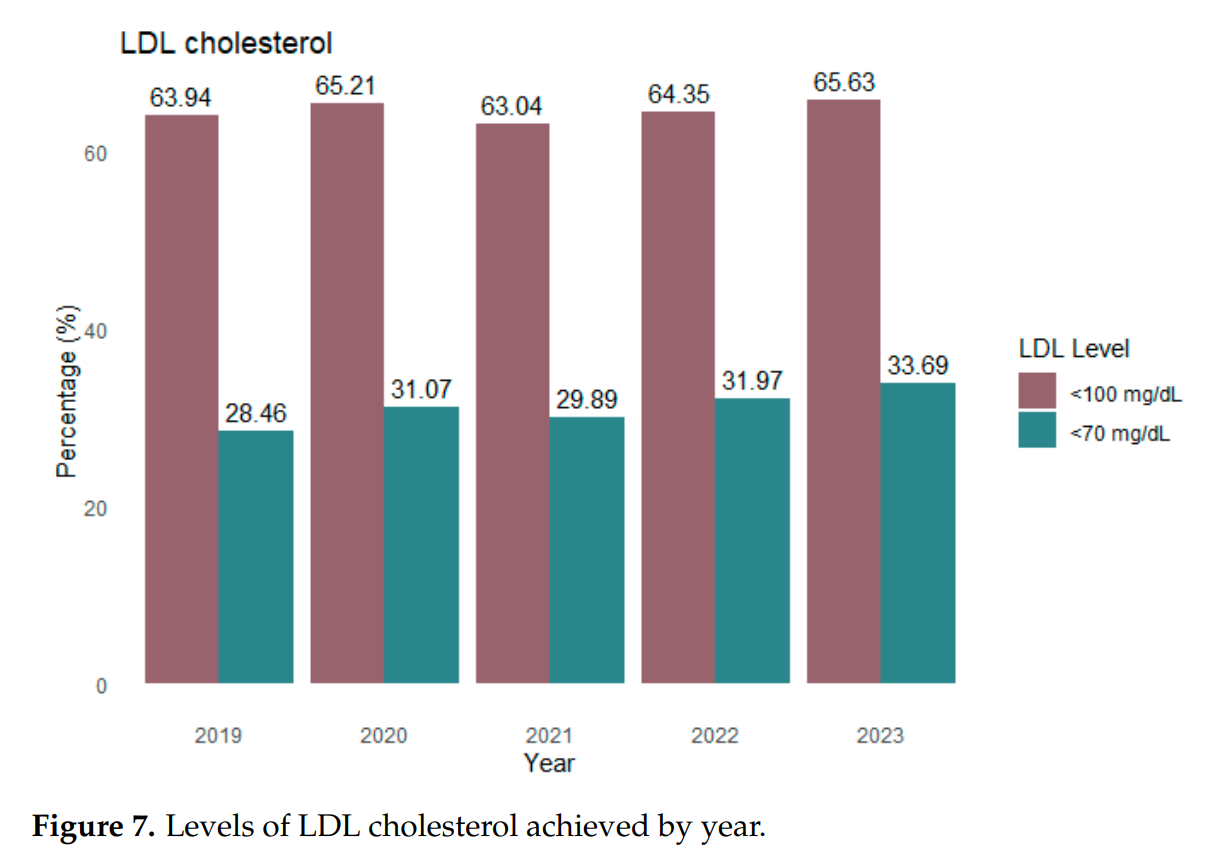 LDL cholesterol
63.94
28.46
65.21
31.07
63.04
29.89
64.35
31.97
65.63
33.69
60
40
20
0
Percentage (%)
2019 2020 2021 2022 2023
Year
LDL Level
<100 mg/dL
<70 mg/dL
Figure 7. Levels of LDL cholesterol achieved by year.